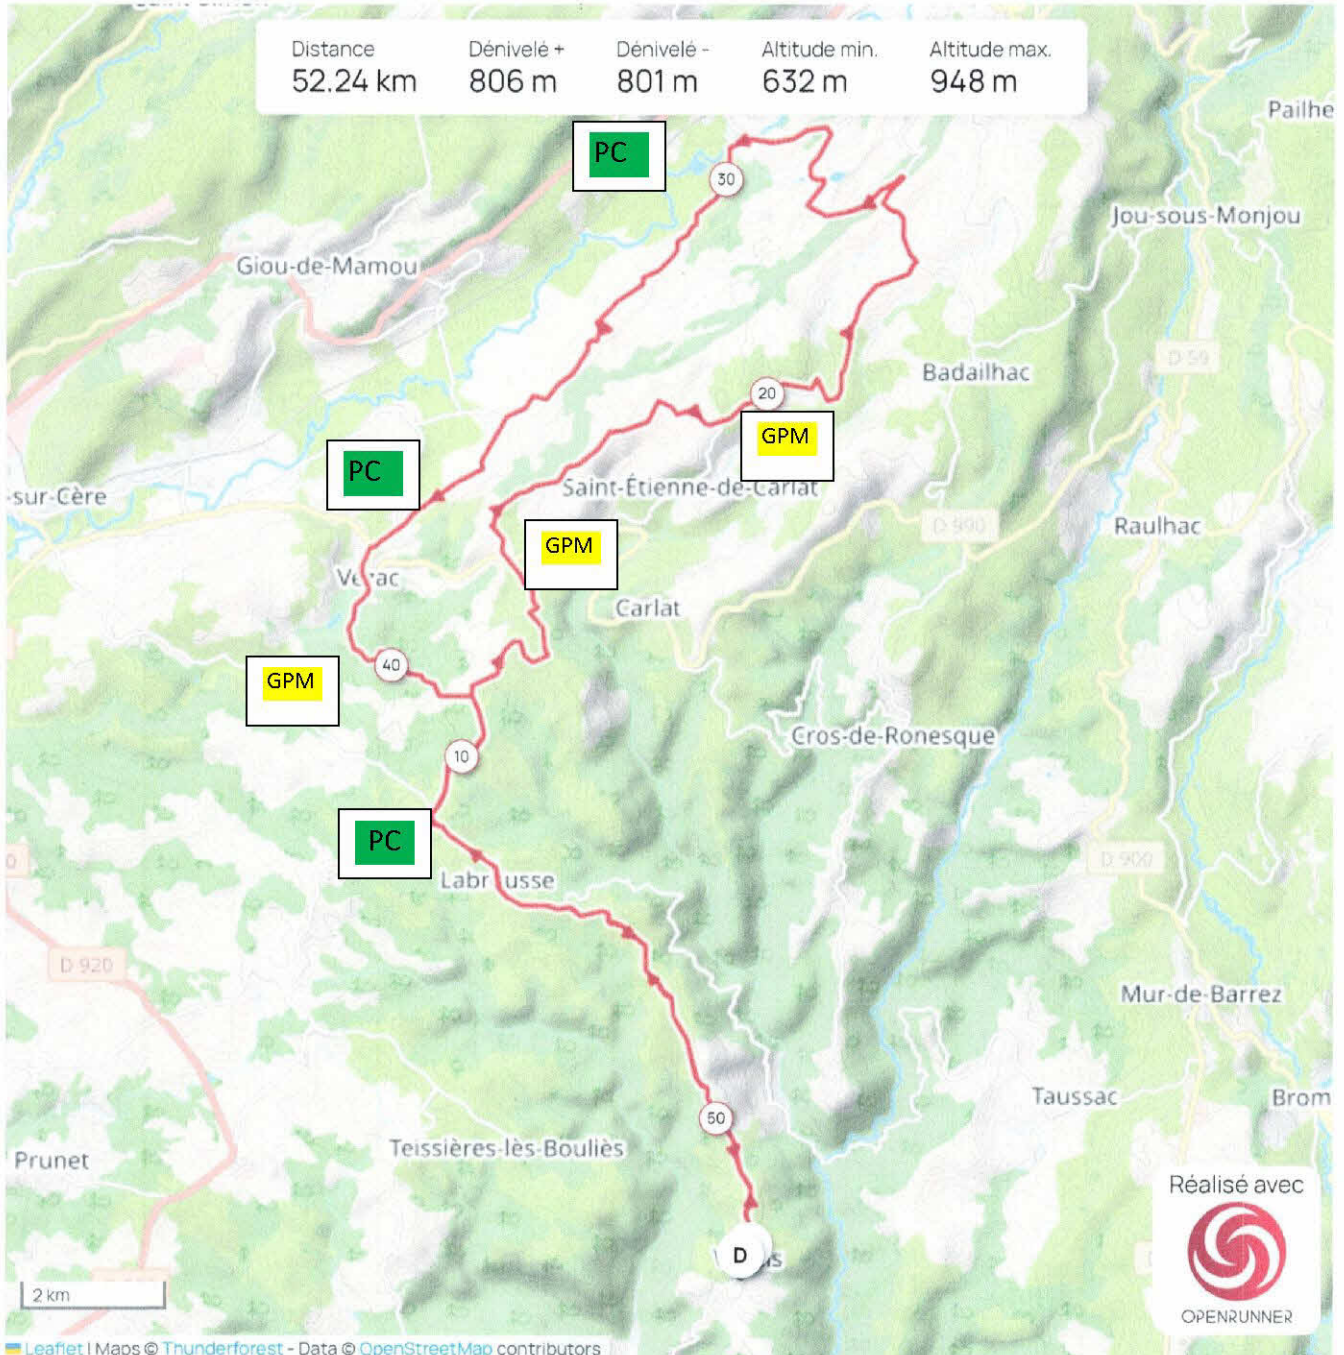 Distance
52.24 km
Dénivelé +
806 m
Dénivelé -
801 m
Altitude min.
632 m
Altitude max.
948 m
Pailhe
PC
30
Jou-sous-Monjou
Giou-de-Mamou
D 59
Badailhac
20
GPM
PC
Saint-Étienne-de-Carlat
-sur-Cère
D 990
Raulhac
GPM
Carlat
40
GPM
Cros-de-Ronesque
10
PC
D 900
Labr usse
D 920
Mur-de-Barrez
Taussac
Brom
50
Teissières-lès-Bouliès
Prunet
Réalisé avec
D
OPENRUNNER
2 km
Leaflet | Maps © Thunderforest - Data © OpenStreetMap contributors